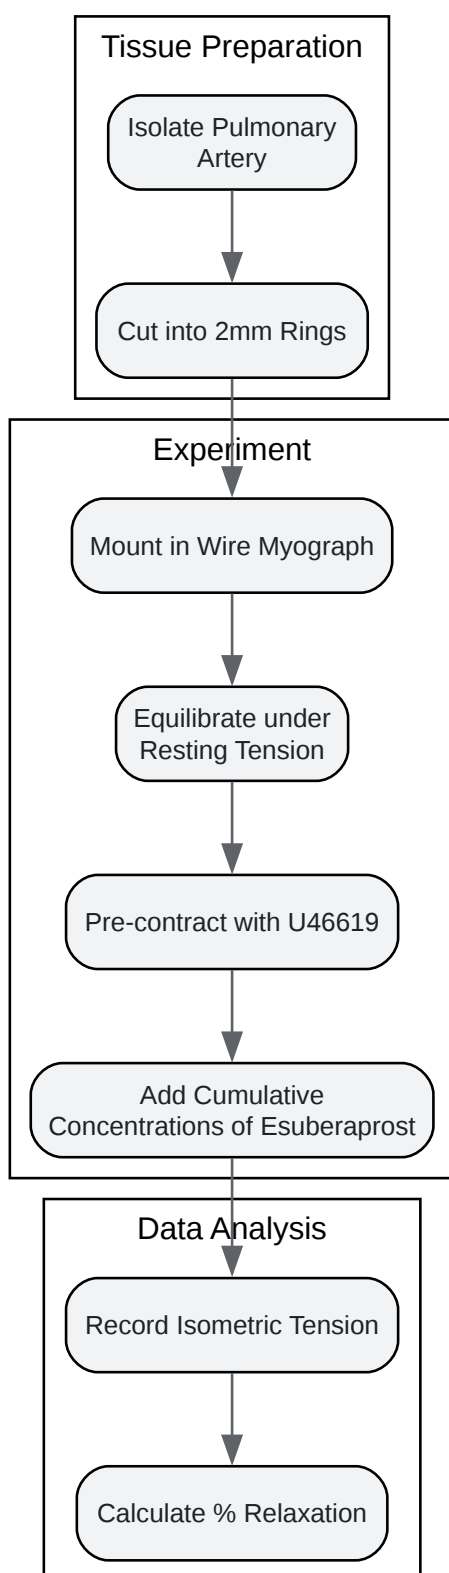 Tissue Preparation
Isolate Pulmonary
Artery
Cut into 2mm Rings
Experiment
Mount in Wire Myograph
Equilibrate under
Resting Tension
Pre-contract with U46619
Add Cumulative
Concentrations of Esuberaprost
Data Analysis
Record Isometric Tension
Calculate % Relaxation